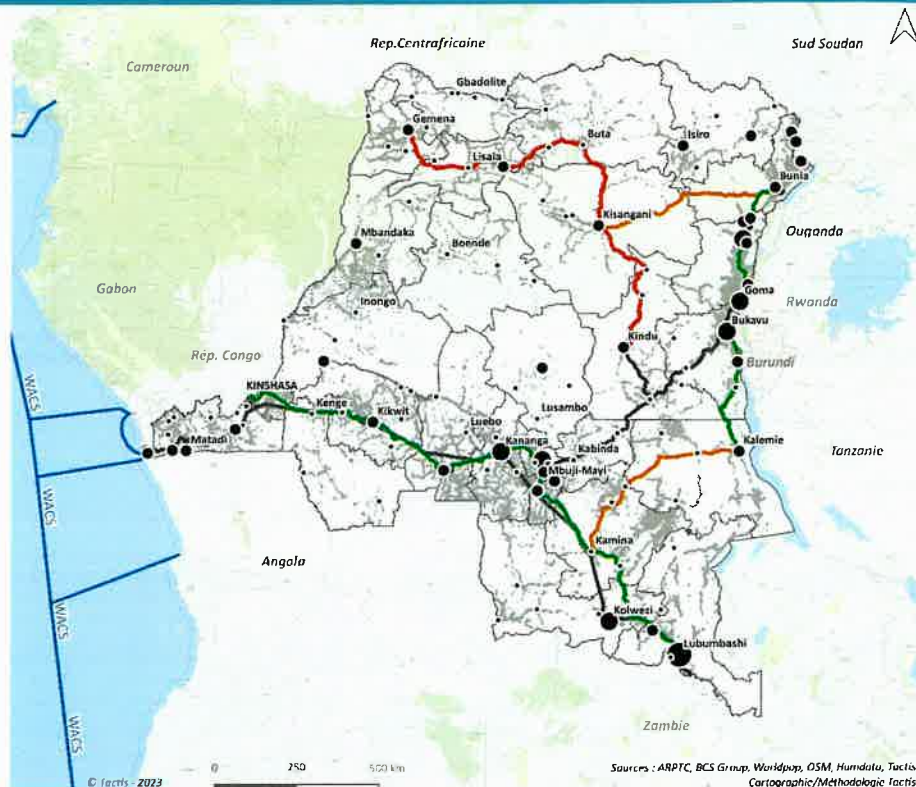 Rep.Centrafricaine
Sud Soudan
Cameroun
Gbadolite
Gemena
Buta
Isiro
Lisala
Bunia
Kisangani
Ouganda
Mbandaka
Boende
Gabon
Goma
Rwanda
Inongo
Bukavu
Rép. Congo
Kindu
Burundi
WACS
KINSHASA
Kenge
Lusambo
Kikwit
Luebo
Matadi
Kananga
Kabinda
Kalemie
Tanzanie
Mbuji-Mayi
WACS
Kamina
Angola
Kolwezi
WACS
Lubumbashi
Zambie
WACS
0 250 500 km
Sources : ARPTC, BCS Group, Worldpop, OSM, Humdata, Tactis
© Tactis - 2023
Cartographie/Méthodologie Tactis